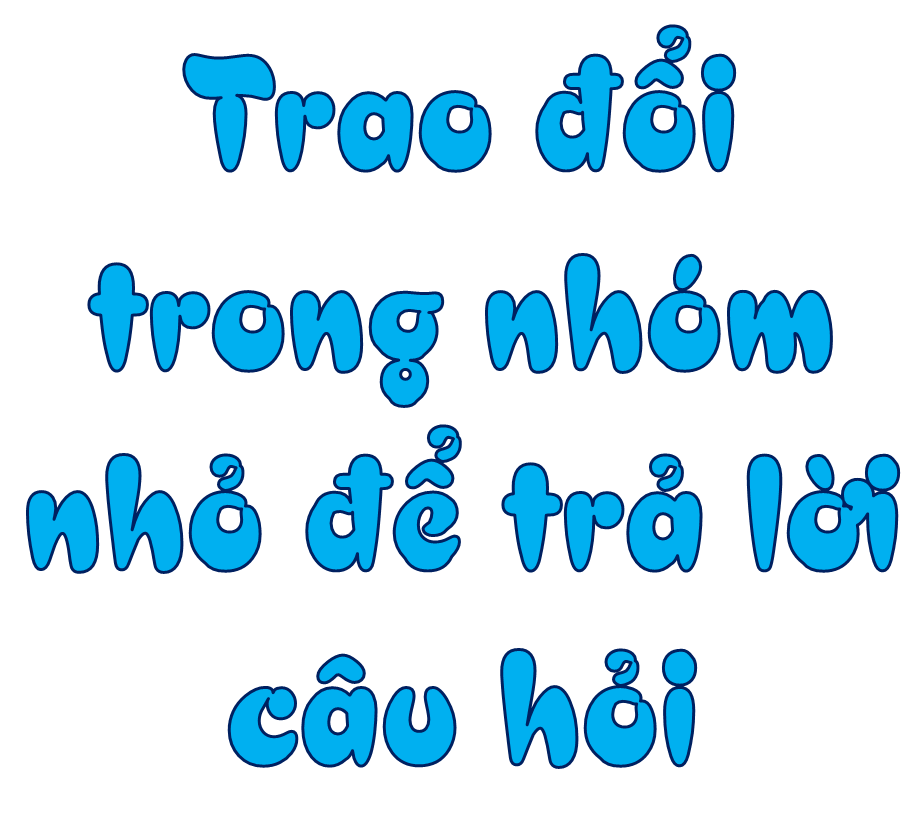 Trao đổi
trong nhóm
nhỏ để trả lời
câu hỏi